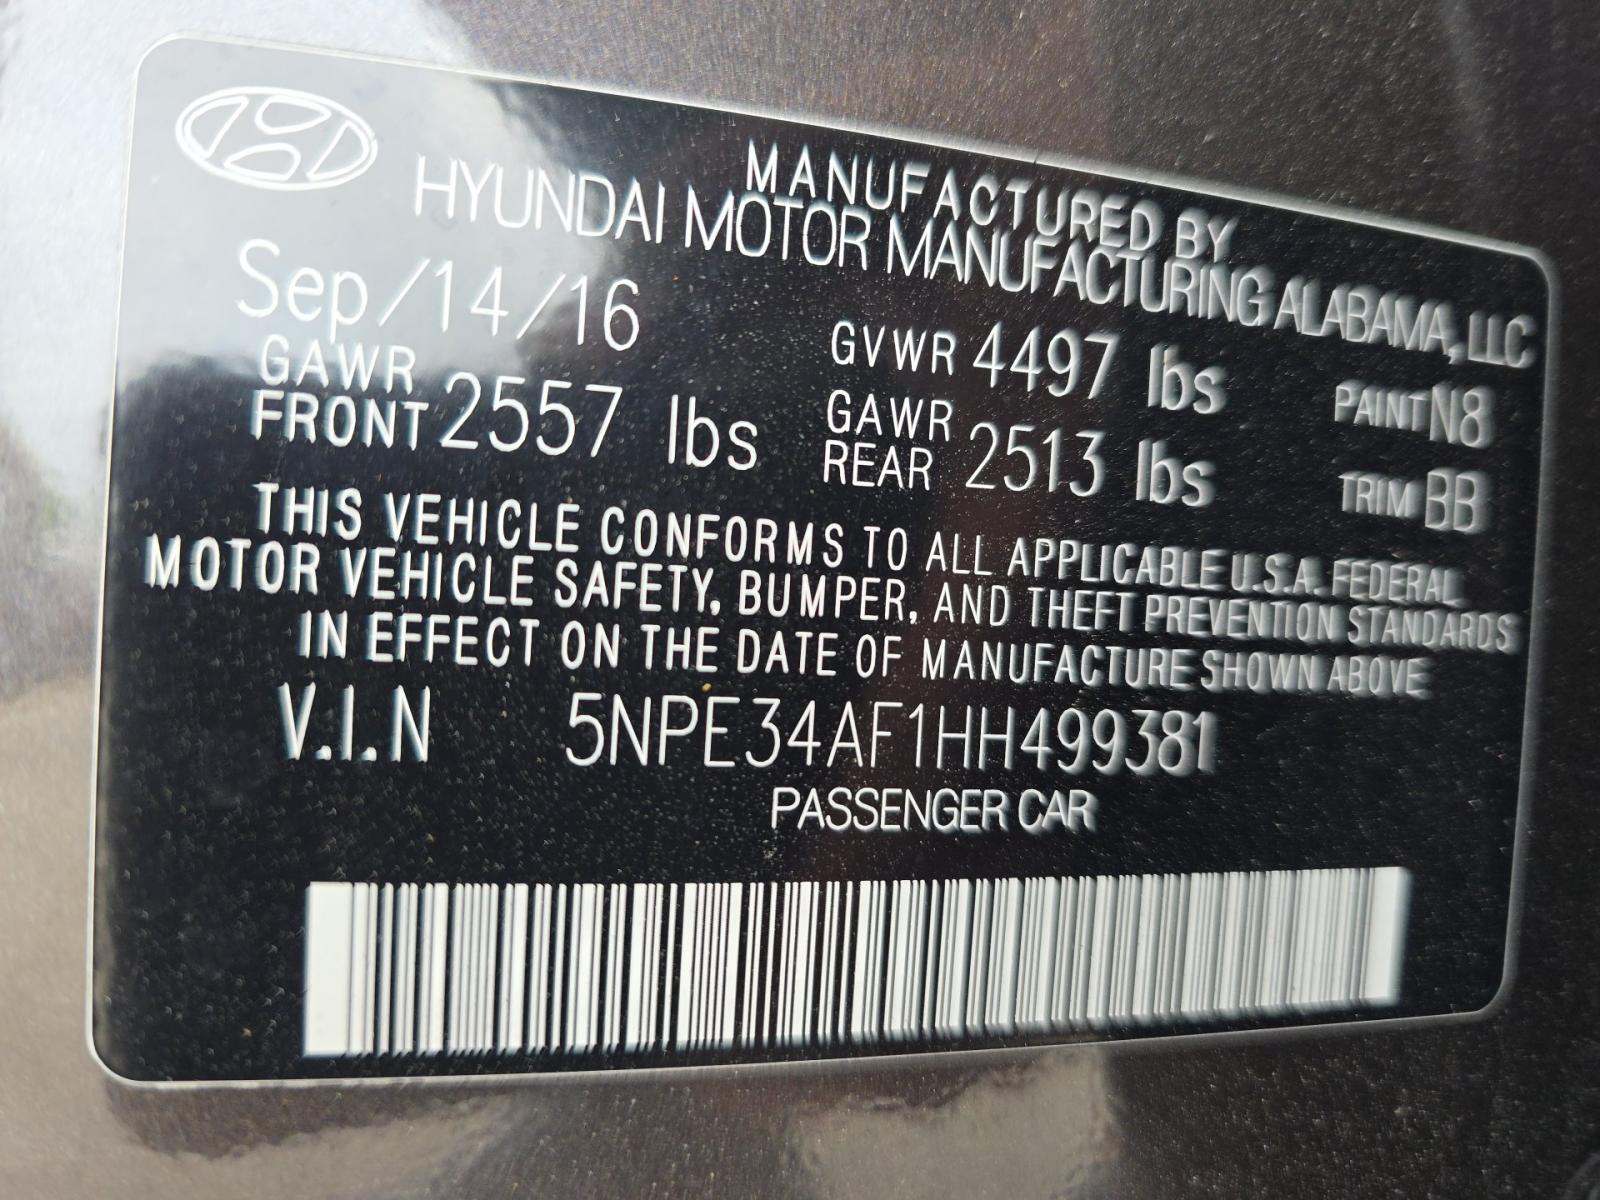 MANUFACTURED BY
HYUNDAI MOTOR MANUFACTURING ALABAMA, LLC
Sep/14/16
GVWR 4497 lbs
PAINT N8
GAWR FRONT 2557 lbs
GAWR REAR 2513 lbs
TRIM BB
THIS VEHICLE CONFORMS TO ALL APPLICABLE U.S.A. FEDERAL
MOTOR VEHICLE SAFETY, BUMPER, AND THEFT PREVENTION STANDARDS
IN EFFECT ON THE DATE OF MANUFACTURE SHOWN ABOVE
V.I.N 5NPE34AF1HH499381
PASSENGER CAR